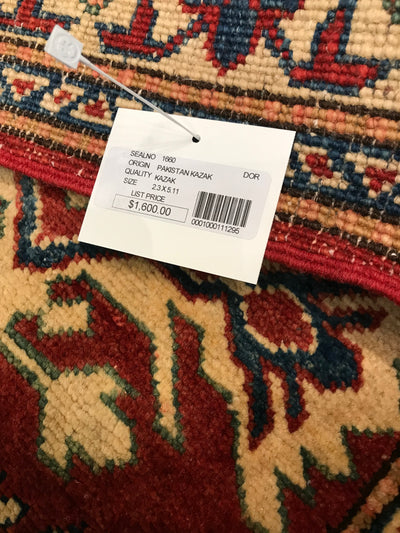 SEALNO 1660
ORIGIN PAKISTAN KAZAK DOR
QUALITY KAZAK
SIZE 2.3 X 5.11
LIST PRICE
$1,600.00
0001000111295